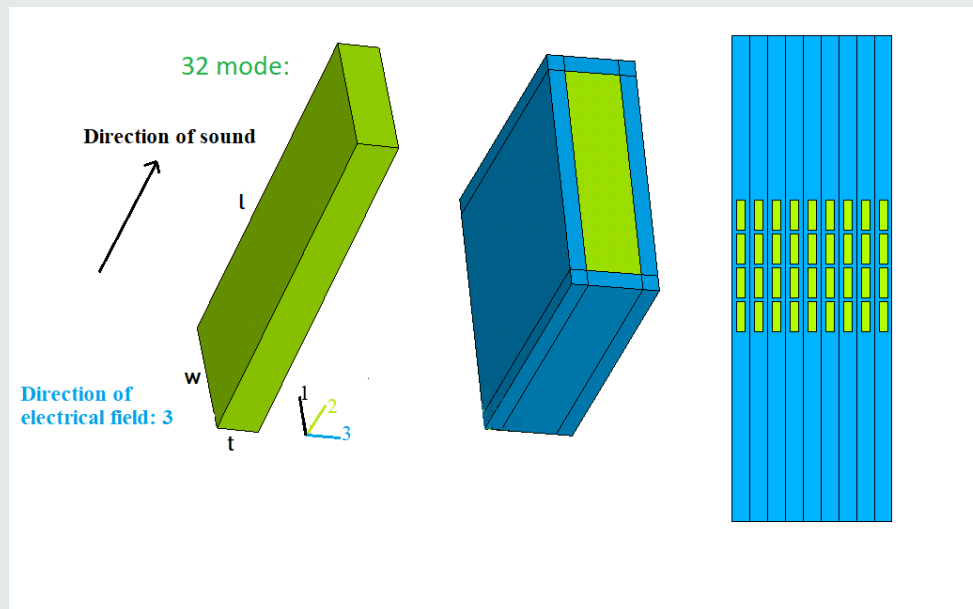 32 mode:
Direction of sound
l
w
Direction of
electrical field: 3
t
1
2
3